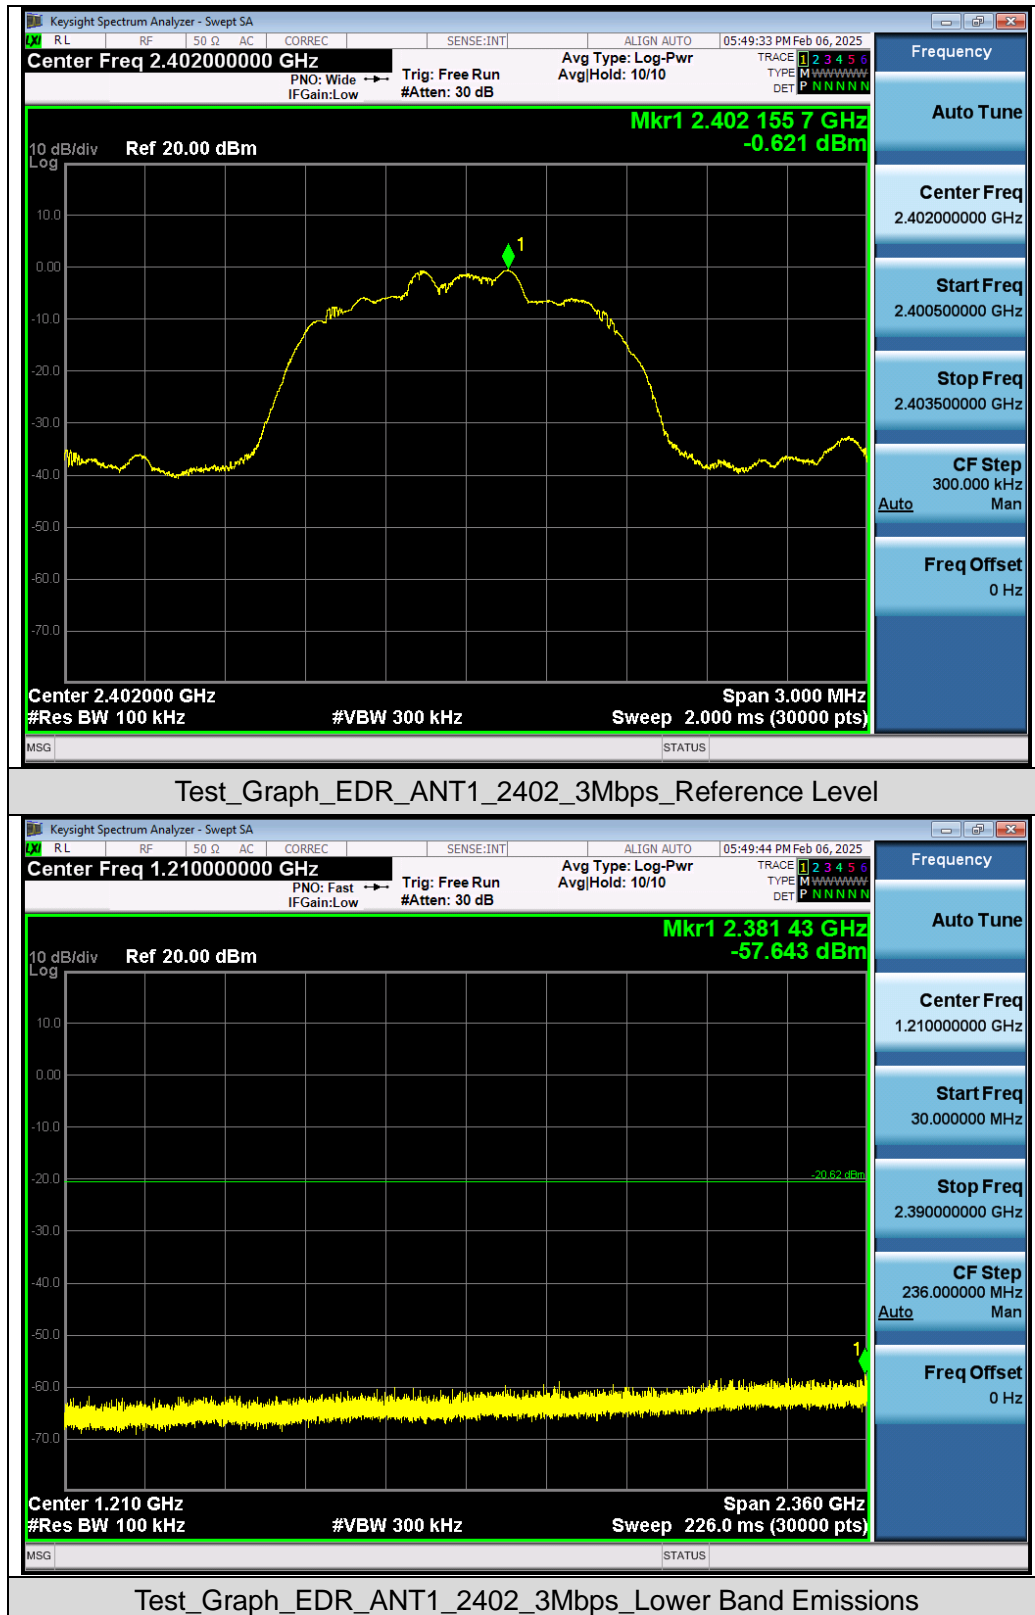 Keysight Spectrum Analyzer - Swept SA
LXI RL RF 50 Ω AC CORREC SENSE:INT ALIGN AUTO 05:49:33 PM Feb 06, 2025
Center Freq 2.402000000 GHz
PNO: Wide
IFGain:Low
Trig: Free Run
#Atten: 30 dB
Avg Type: Log-Pwr
Avg|Hold: 10/10
TRACE 1 2 3 4 5 6
TYPE M W W W W W
DET P N N N N N
Mkr1 2.402 155 7 GHz
-0.621 dBm
10 dB/div Ref 20.00 dBm
Log
10.0
0.00
-10.0
-20.0
-30.0
-40.0
-50.0
-60.0
-70.0
1
Center 2.402000 GHz Span 3.000 MHz
#Res BW 100 kHz #VBW 300 kHz Sweep 2.000 ms (30000 pts)
MSG STATUS
Frequency
Auto Tune
Center Freq
2.402000000 GHz
Start Freq
2.400500000 GHz
Stop Freq
2.403500000 GHz
CF Step
300.000 kHz
Auto Man
Freq Offset
0 Hz
Test_Graph_EDR_ANT1_2402_3Mbps_Reference Level
Keysight Spectrum Analyzer - Swept SA
LXI RL RF 50 Ω AC CORREC SENSE:INT ALIGN AUTO 05:49:44 PM Feb 06, 2025
Center Freq 1.210000000 GHz
PNO: Fast
IFGain:Low
Trig: Free Run
#Atten: 30 dB
Avg Type: Log-Pwr
Avg|Hold: 10/10
TRACE 1 2 3 4 5 6
TYPE M W W W W W
DET P N N N N N
Mkr1 2.381 43 GHz
-57.643 dBm
10 dB/div Ref 20.00 dBm
Log
10.0
0.00
-10.0
-20.0
-30.0
-40.0
-50.0
-60.0
-70.0
-20.62 dBm
1
Center 1.210 GHz Span 2.360 GHz
#Res BW 100 kHz #VBW 300 kHz Sweep 226.0 ms (30000 pts)
MSG STATUS
Frequency
Auto Tune
Center Freq
1.210000000 GHz
Start Freq
30.000000 MHz
Stop Freq
2.390000000 GHz
CF Step
236.000000 MHz
Auto Man
Freq Offset
0 Hz
Test_Graph_EDR_ANT1_2402_3Mbps_Lower Band Emissions